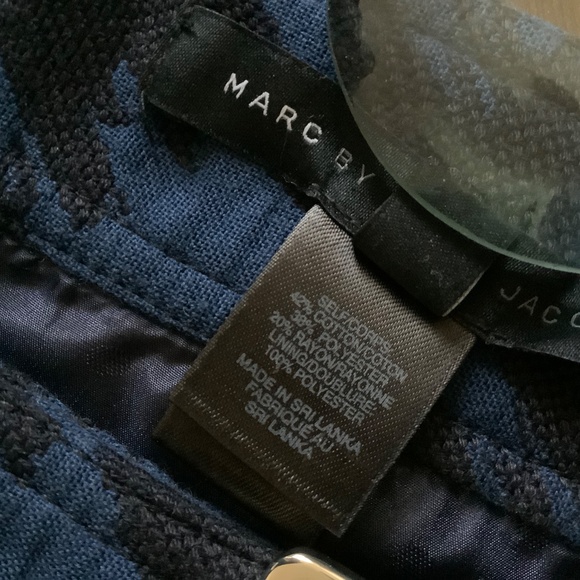 MARC BY
JACO
SELF/CORPS:
42% COTTON/COTTON
38% POLYESTER
20% RAYON/RAYONNE
LINING/DOUBLURE/
100% POLYESTER
MADE IN SRI LANKA
FABRIQUE AU
SRI LANKA